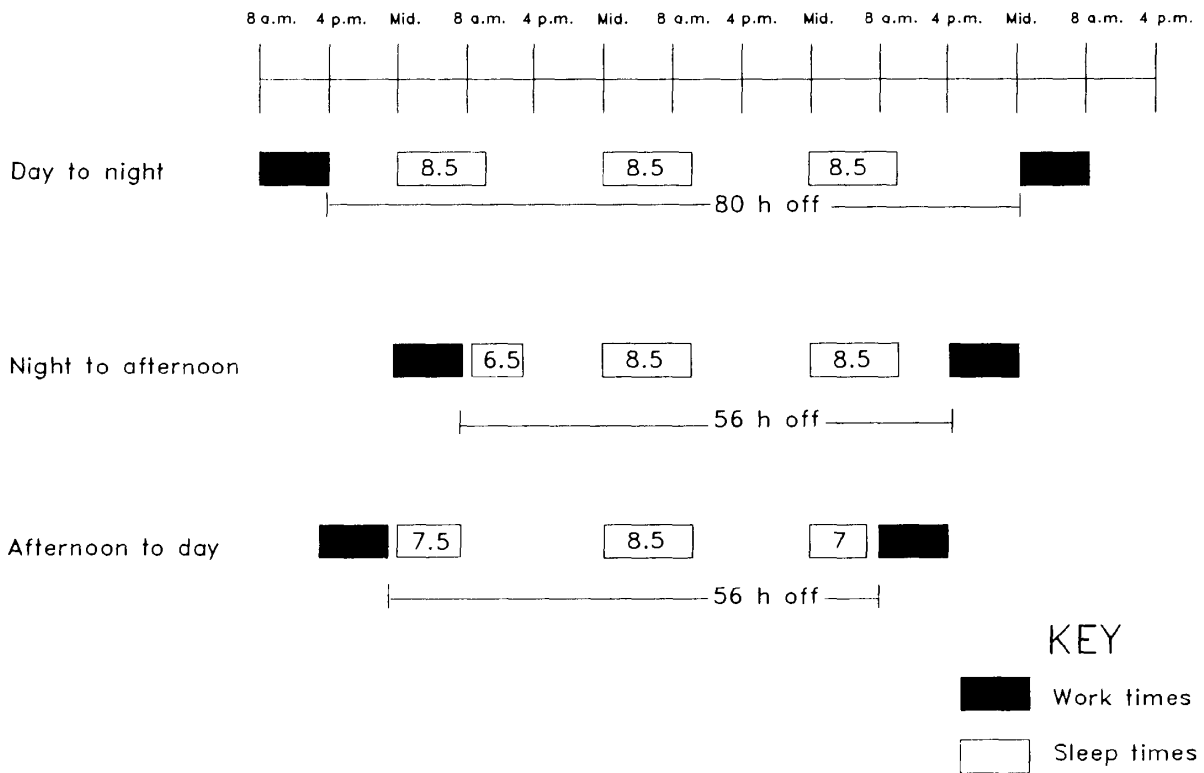 8 a.m. 4 p.m. Mid. 8 a.m. 4 p.m. Mid. 8 a.m. 4 p.m. Mid. 8 a.m. 4 p.m. Mid. 8 a.m. 4 p.m.
Day to night 8.5 8.5 8.5
80 h off
Night to afternoon 6.5 8.5 8.5
56 h off
Afternoon to day 7.5 8.5 7
56 h off
KEY
Work times
Sleep times